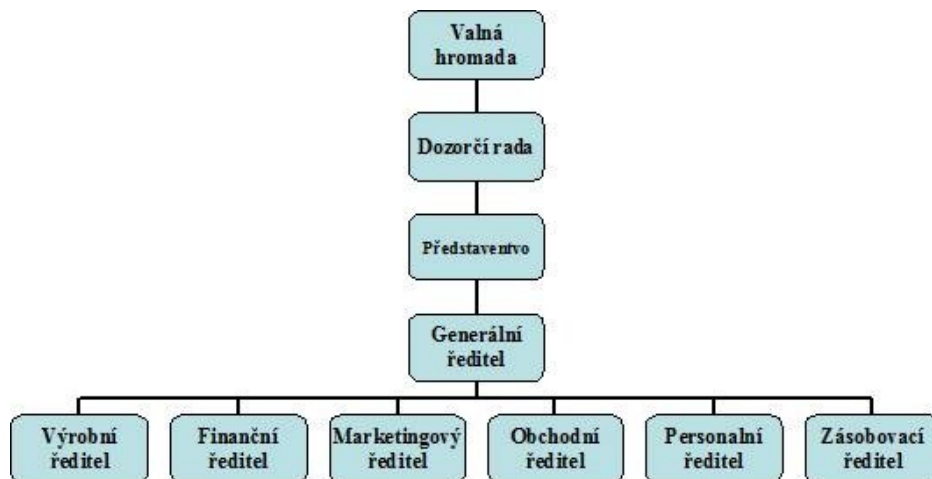 Valná
hromada
Dozorčí rada
Představentvo
Generální
ředitel
Výrobní
ředitel
Finanční
ředitel
Marketingový
ředitel
Obchodní
ředitel
Personalní
ředitel
Zásobovací
ředitel